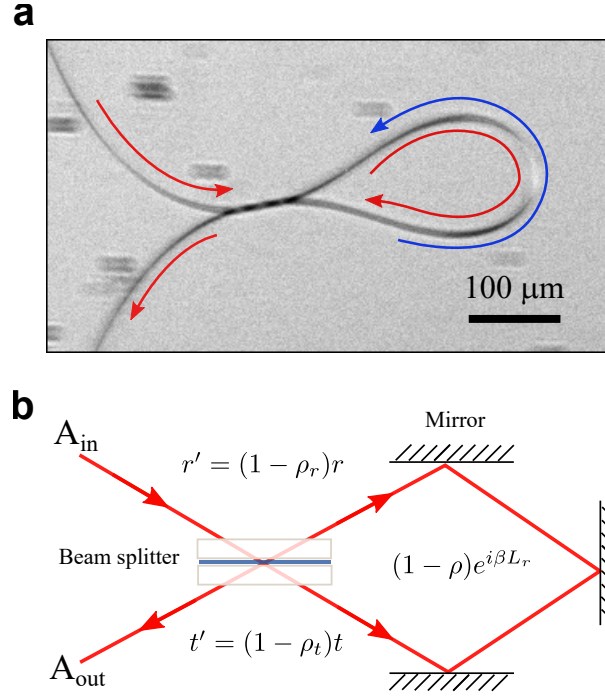 a
100 μm
b
A_in
Mirror
r' = (1 − ρ_r)r
Beam splitter
(1 − ρ)e^{iβL_r}
t' = (1 − ρ_t)t
A_out